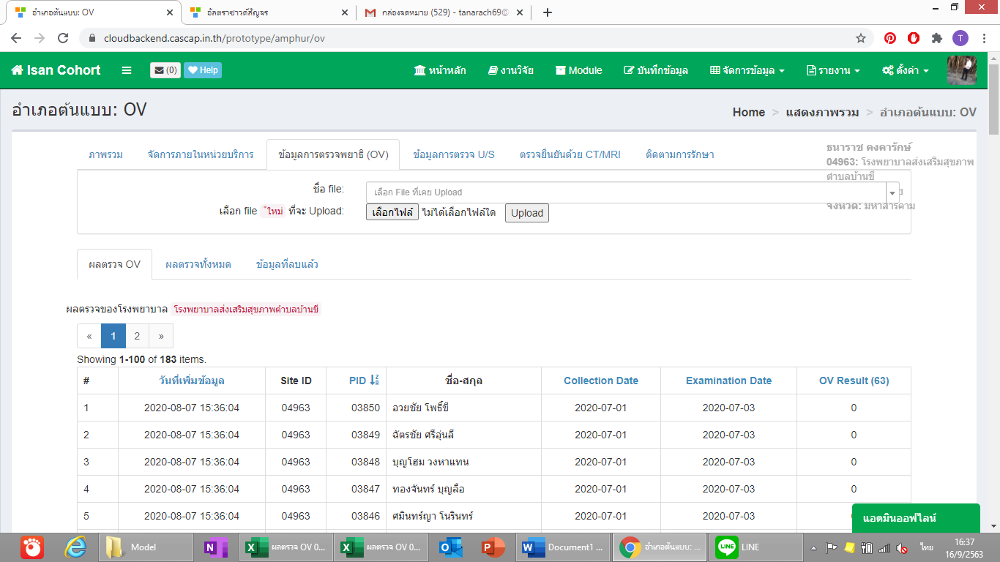 อำเภอต้นแบบ: OV
อัลตราซาวด์สัญจร
กล่องจดหมาย (529) - tanarach69@
cloudbackend.cascap.in.th/prototype/amphur/ov
T
Isan Cohort (0) Help หน้าหลัก งานวิจัย Module บันทึกข้อมูล จัดการข้อมูล รายงาน ตั้งค่า
อำเภอต้นแบบ: OV
Home > แสดงภาพรวม > อำเภอต้นแบบ: OV
ภาพรวม จัดการภายในหน่วยบริการ ข้อมูลการตรวจพยาธิ (OV) ข้อมูลการตรวจ U/S ตรวจยืนยันด้วย CT/MRI ติดตามการรักษา
ธนาราช คงคารักษ์
04963: โรงพยาบาลส่งเสริมสุขภาพ
ตำบลบ้านขี
จังหวัด: มหาสารคาม
ชื่อ file: เลือก File ที่เคย Upload
เลือก file "ใหม่ ที่จะ Upload: เลือกไฟล์ ไม่ได้เลือกไฟล์ใด Upload
ผลตรวจ OV ผลตรวจทั้งหมด ข้อมูลที่ลบแล้ว
ผลตรวจของโรงพยาบาล โรงพยาบาลส่งเสริมสุขภาพตำบลบ้านขี
« 1 2 »
Showing 1-100 of 183 items.
# วันที่เพิ่มข้อมูล Site ID PID ชื่อ-สกุล Collection Date Examination Date OV Result (63)
1 2020-08-07 15:36:04 04963 03850 อวยชัย โพธิ์ขี 2020-07-01 2020-07-03 0
2 2020-08-07 15:36:04 04963 03849 ฉัตรชัย ศรีอุ่นลี 2020-07-01 2020-07-03 0
3 2020-08-07 15:36:04 04963 03848 บุญโฮม วงหาแทน 2020-07-01 2020-07-03 0
4 2020-08-07 15:36:04 04963 03847 ทองจันทร์ บุญลือ 2020-07-01 2020-07-03 0
5 2020-08-07 15:36:04 04963 03846 ศมินทร์ญา โนรินทร์ 2020-07-01 2020-07-03
แอดมินออฟไลน์
Model ผลตรวจ OV 0... ผลตรวจ OV 0... Document1 ... อำเภอต้นแบบ: ... LINE ไทย 16:37
16/9/2563